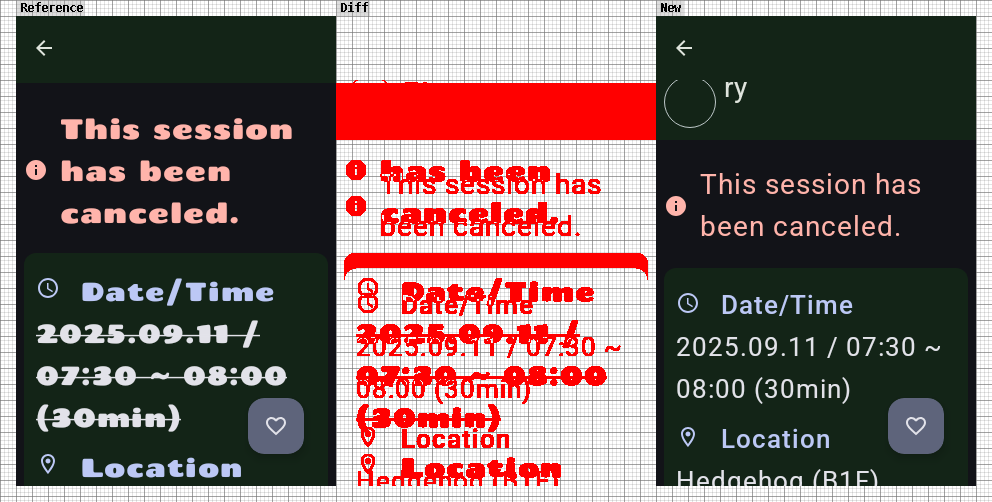 Reference
This session
has been
canceled.
Date/Time
2025.09.11 /
07:30 ~ 08:00
(30min)
Location
Diff
has been
This session has
canceled.
been canceled.
Date/Time
Date/Time
2025.09.11 /
2025.09.11 / 07:30 ~
07:30 ~ 08:00
08:00 (30min)
(30min)
Location
Location
Hedgehog (B1F)
New
ry
This session has
been canceled.
Date/Time
2025.09.11 / 07:30 ~
08:00 (30min)
Location
Hedgehog (B1F)